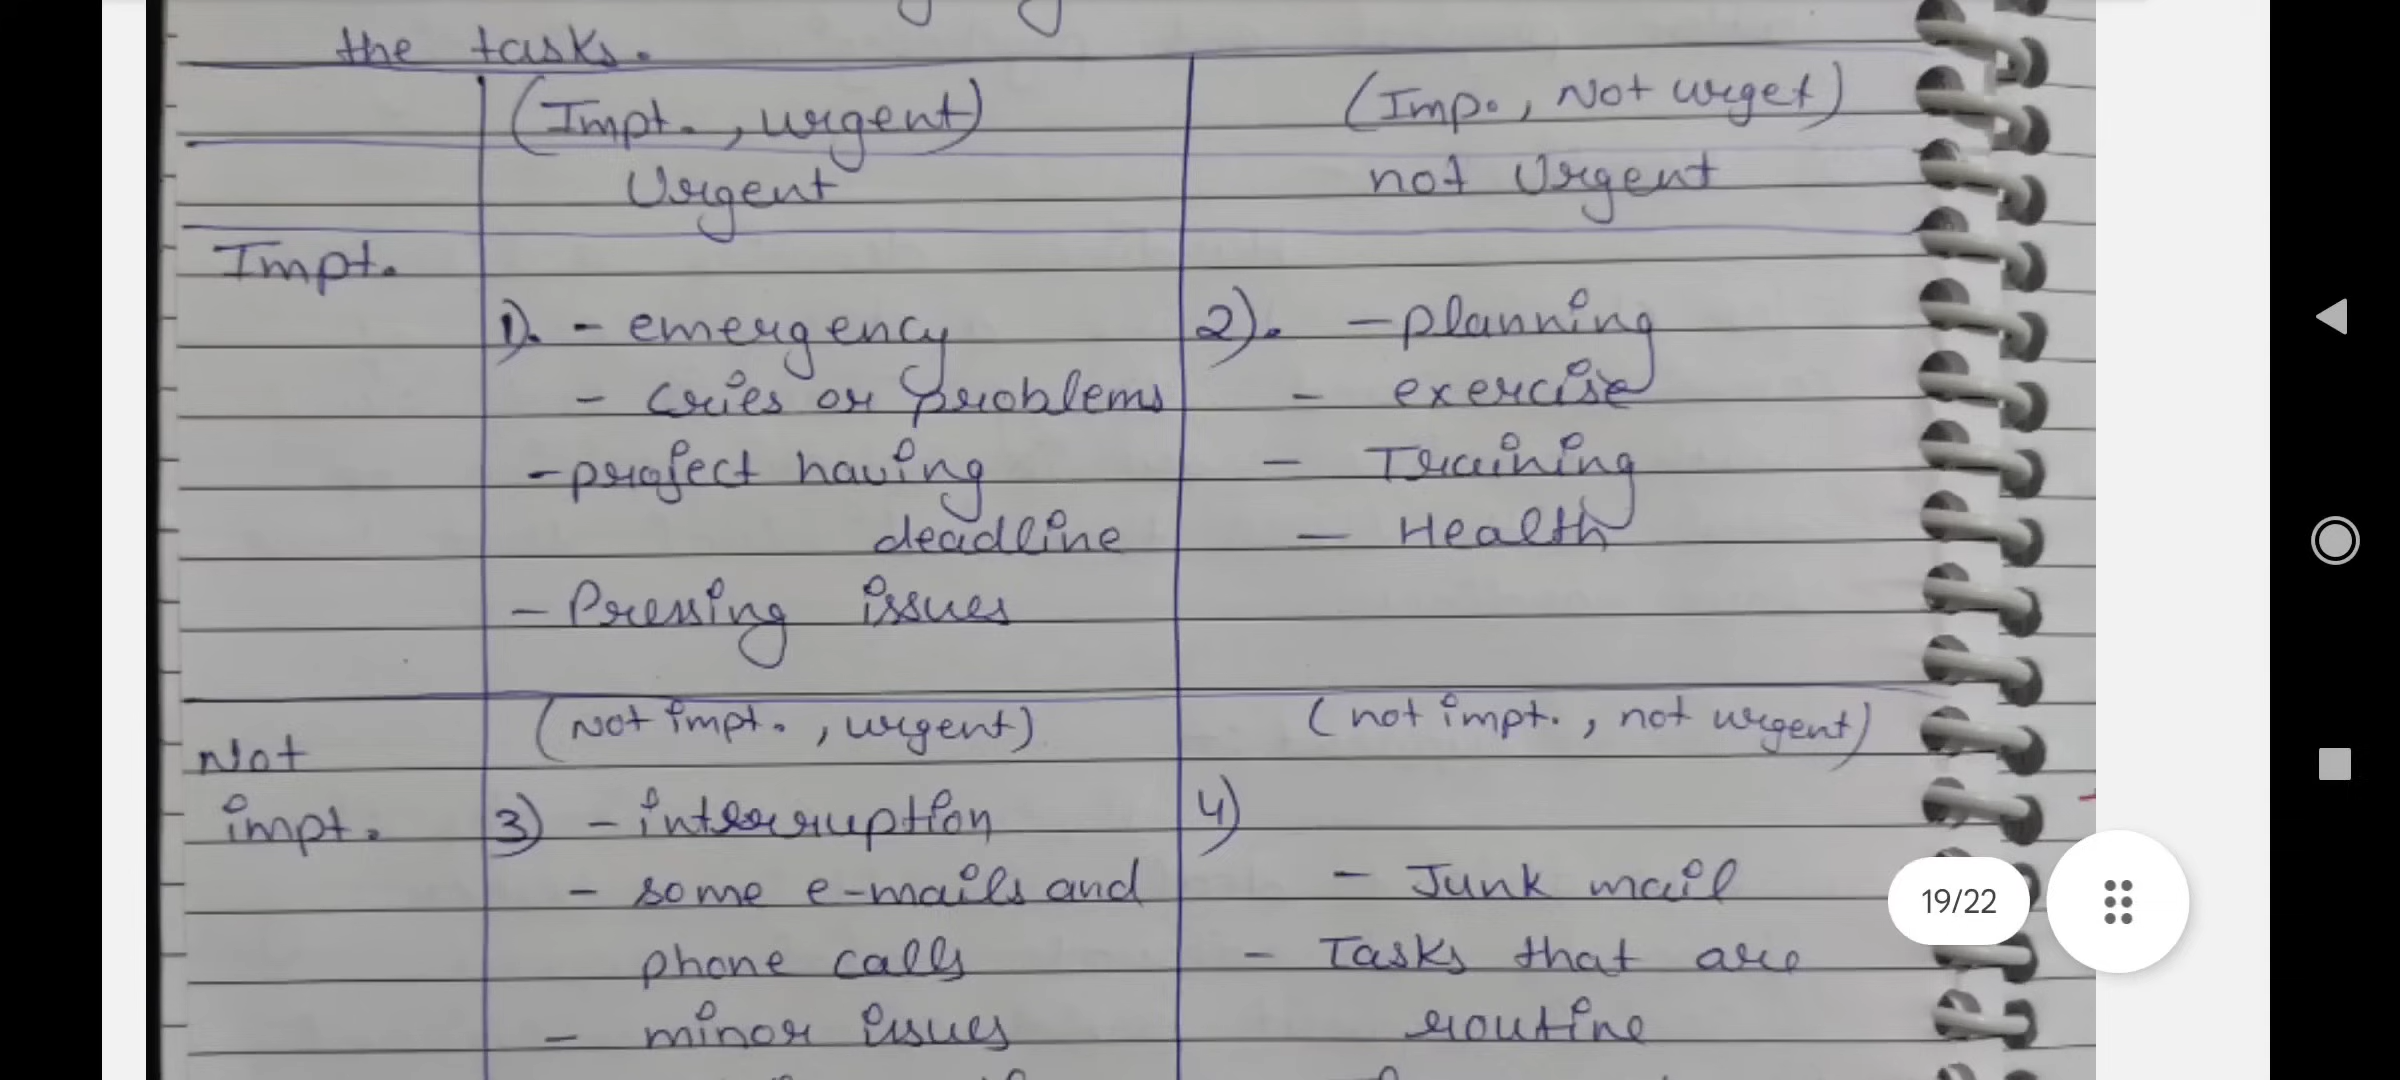 the tasks.
(Impt., urgent)
(Imp., Not urget)
Urgent
not Urgent
Impt.
1). - emergency
- cries or problems
- project having
deadline
- Pressing issues
2). - planning
- exercise
- Training
- Health
Not
impt.
(Not impt., urgent)
3) - interruption
- some e-mails and
phone calls
- minor issues
(not impt., not urgent)
4)
- Junk mail
- Tasks that are
routine
19/22